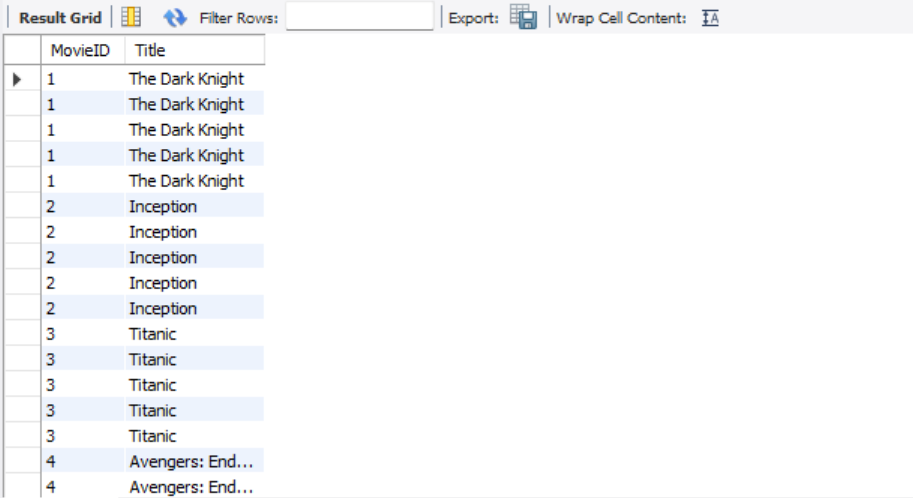 Result Grid Filter Rows: Export: Wrap Cell Content: IA
MovieID Title
1 The Dark Knight
1 The Dark Knight
1 The Dark Knight
1 The Dark Knight
1 The Dark Knight
2 Inception
2 Inception
2 Inception
2 Inception
2 Inception
3 Titanic
3 Titanic
3 Titanic
3 Titanic
3 Titanic
4 Avengers: End...
4 Avengers: End...